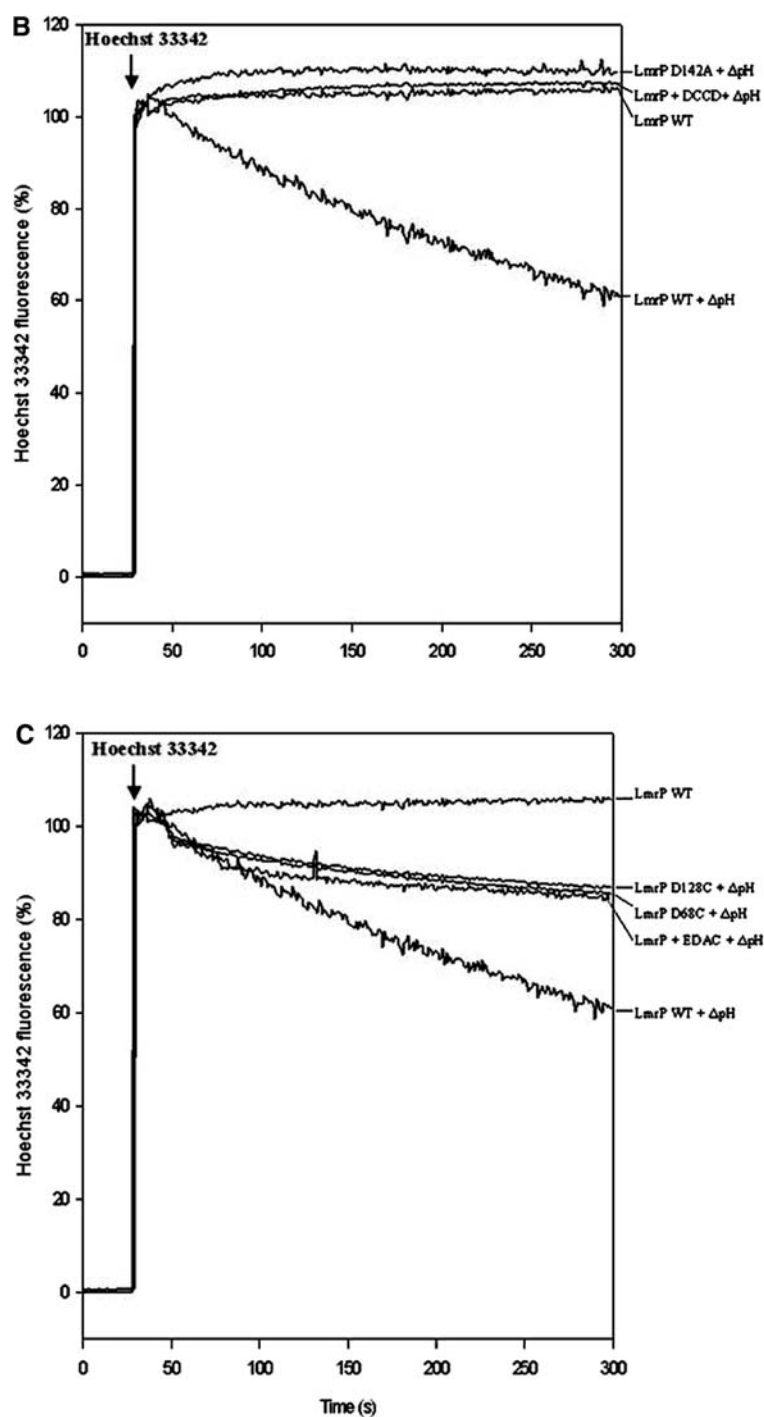 B
Hoechst 33342
120
100
80
60
40
20
0
Hoechst 33342 fluorescence (%)
LmrP D142A + ΔpH
LmrP + DCCD+ ΔpH
LmrP WT
LmrP WT + ΔpH
0 50 100 150 200 250 300
C
Hoechst 33342
120
100
80
60
40
20
0
Hoechst 33342 fluorescence (%)
LmrP WT
LmrP D128C + ΔpH
LmrP D68C + ΔpH
LmrP + EDAC + ΔpH
LmrP WT + ΔpH
0 50 100 150 200 250 300
Time (s)